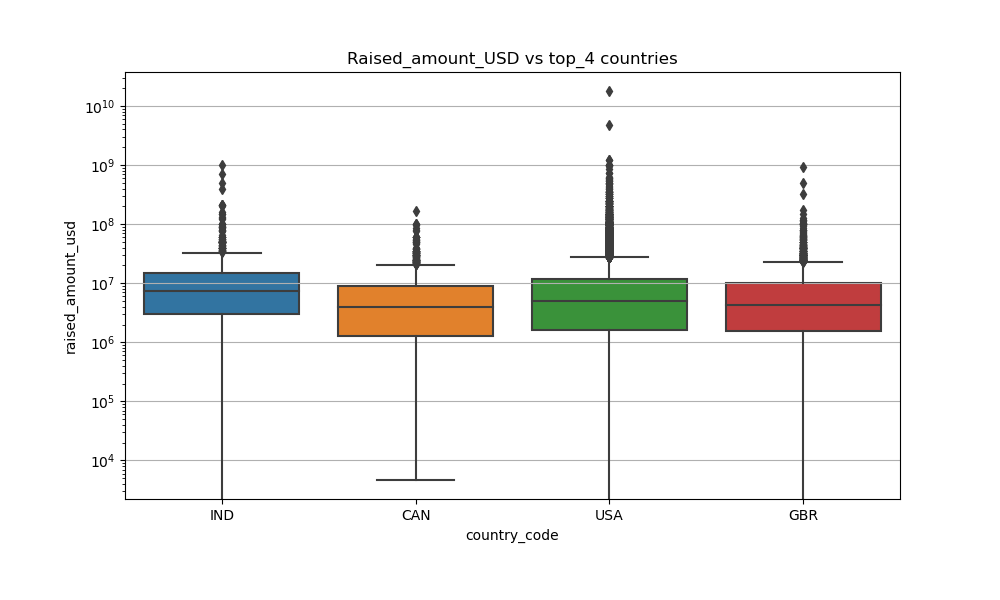 Raised_amount_USD vs top_4 countries
raised_amount_usd
10^10
10^9
10^8
10^7
10^6
10^5
10^4
IND CAN USA GBR
country_code